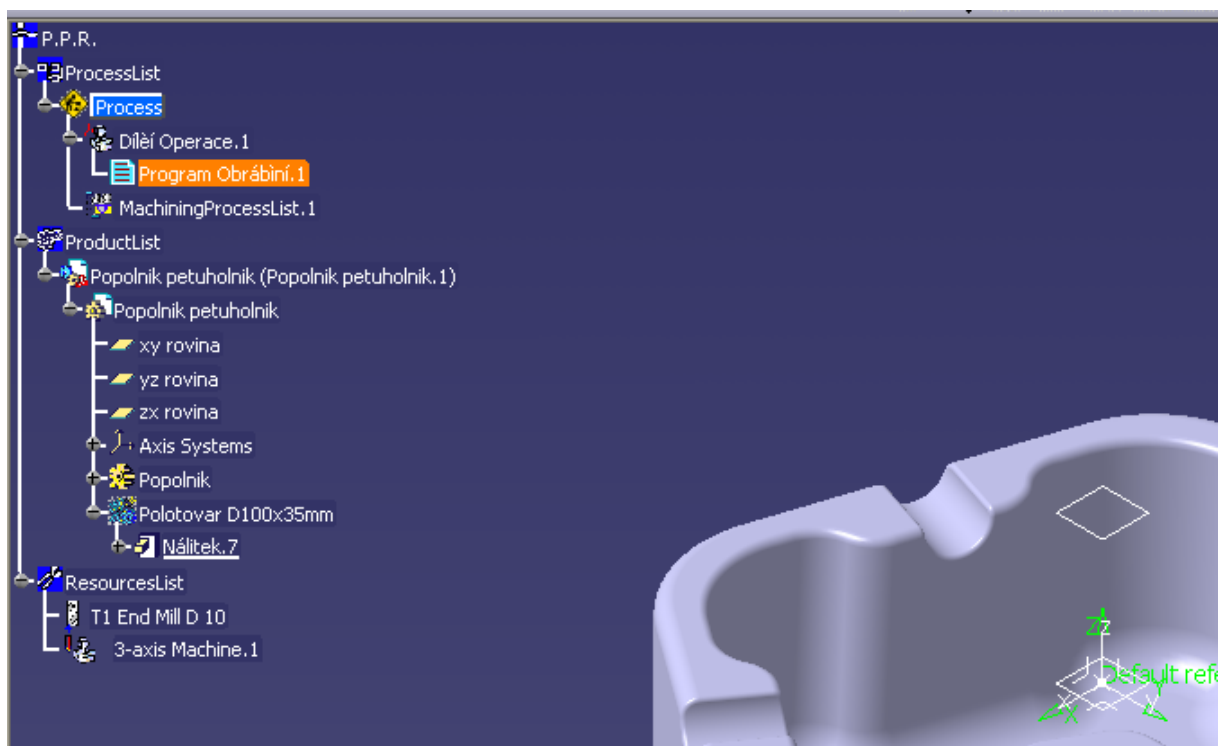 P.P.R.
ProcessList
Process
Dílèí Operace.1
Program Obrábìní.1
MachiningProcessList.1
ProductList
Popolnik petuholnik (Popolnik petuholnik.1)
Popolnik petuholnik
xy rovina
yz rovina
zx rovina
Axis Systems
Popolnik
Polotovar D100x35mm
Nálitek.7
ResourcesList
T1 End Mill D 10
3-axis Machine.1
Z
Default refe
X
Y